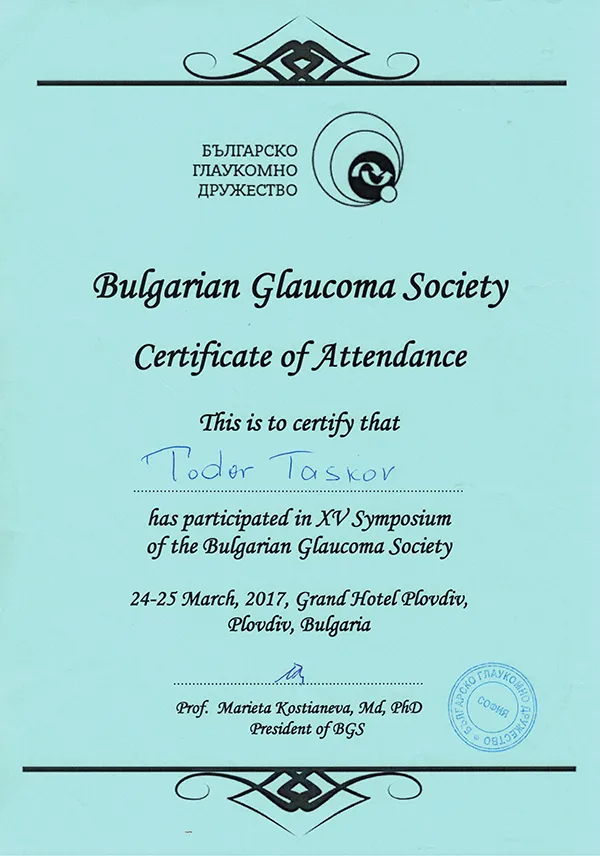 БЪЛГАРСКО
ГЛАУКОМНО
ДРУЖЕСТВО
Bulgarian Glaucoma Society
Certificate of Attendance
This is to certify that
Todor Taskov
has participated in XV Symposium
of the Bulgarian Glaucoma Society
24-25 March, 2017, Grand Hotel Plovdiv,
Plovdiv, Bulgaria
Prof. Marieta Kostianeva, Md, PhD
President of BGS
БЪЛГАРСКО ГЛАУКОМНО ДРУЖЕСТВО
СОФИЯ